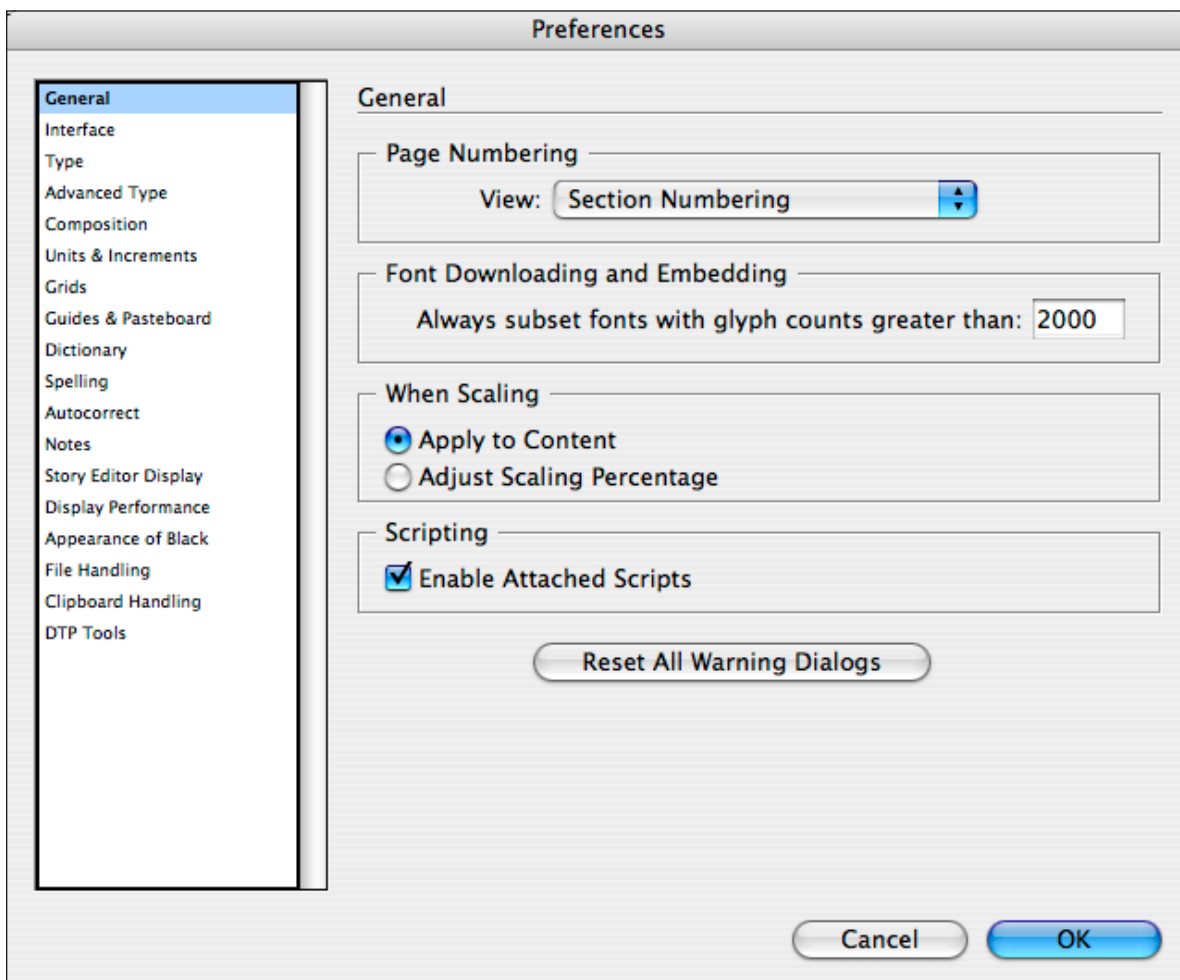 Preferences
General
Interface
Type
Advanced Type
Composition
Units & Increments
Grids
Guides & Pasteboard
Dictionary
Spelling
Autocorrect
Notes
Story Editor Display
Display Performance
Appearance of Black
File Handling
Clipboard Handling
DTP Tools
General
Page Numbering
View: Section Numbering
Font Downloading and Embedding
Always subset fonts with glyph counts greater than: 2000
When Scaling
Apply to Content
Adjust Scaling Percentage
Scripting
Enable Attached Scripts
Reset All Warning Dialogs
Cancel OK